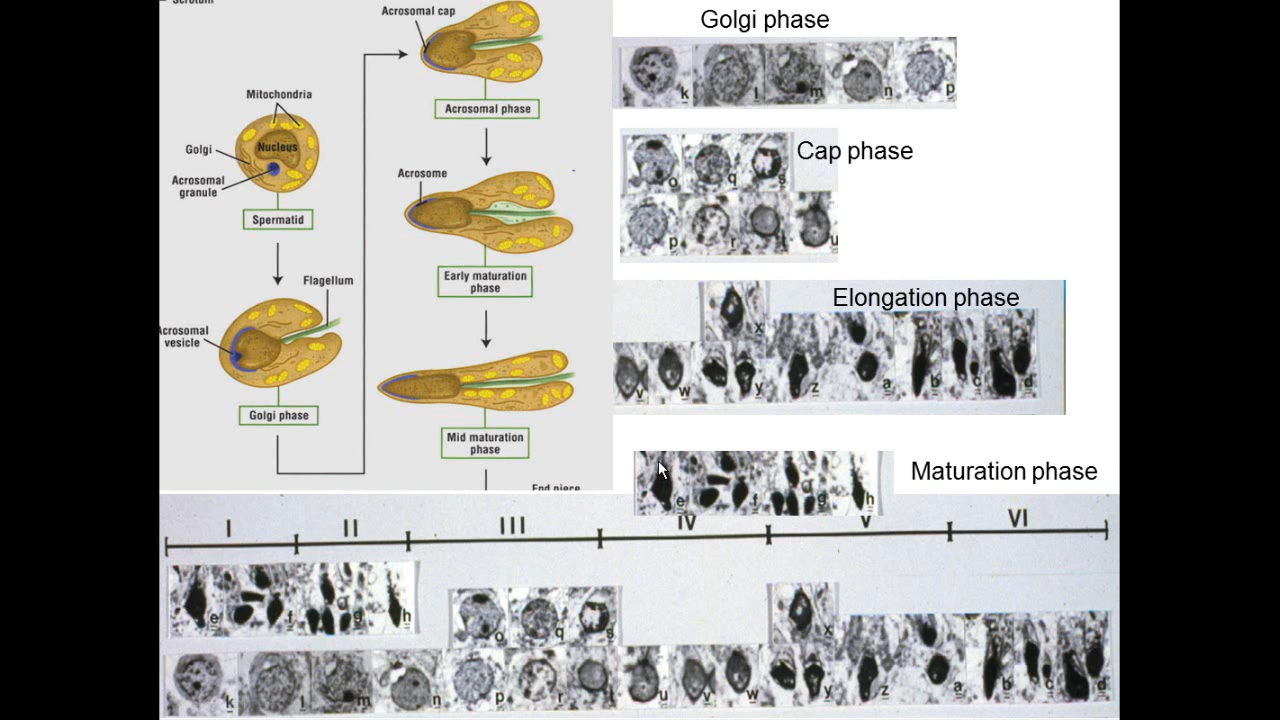 Scrotum
Acrosomal cap
Acrosomal phase
Mitochondria
Golgi
Nucleus
Acrosomal
granule
Spermatid
Acrosome
Early maturation
phase
Flagellum
Acrosomal
vesicle
Golgi phase
Mid maturation
phase
End piece
Golgi phase
k l m n p
Cap phase
o q s
p r t u
Elongation phase
x
v w y z a b c d
Maturation phase
e f g h
I II III IV V VI
e f g h
o q s
x
k l m n p r t u v w y z a b c d